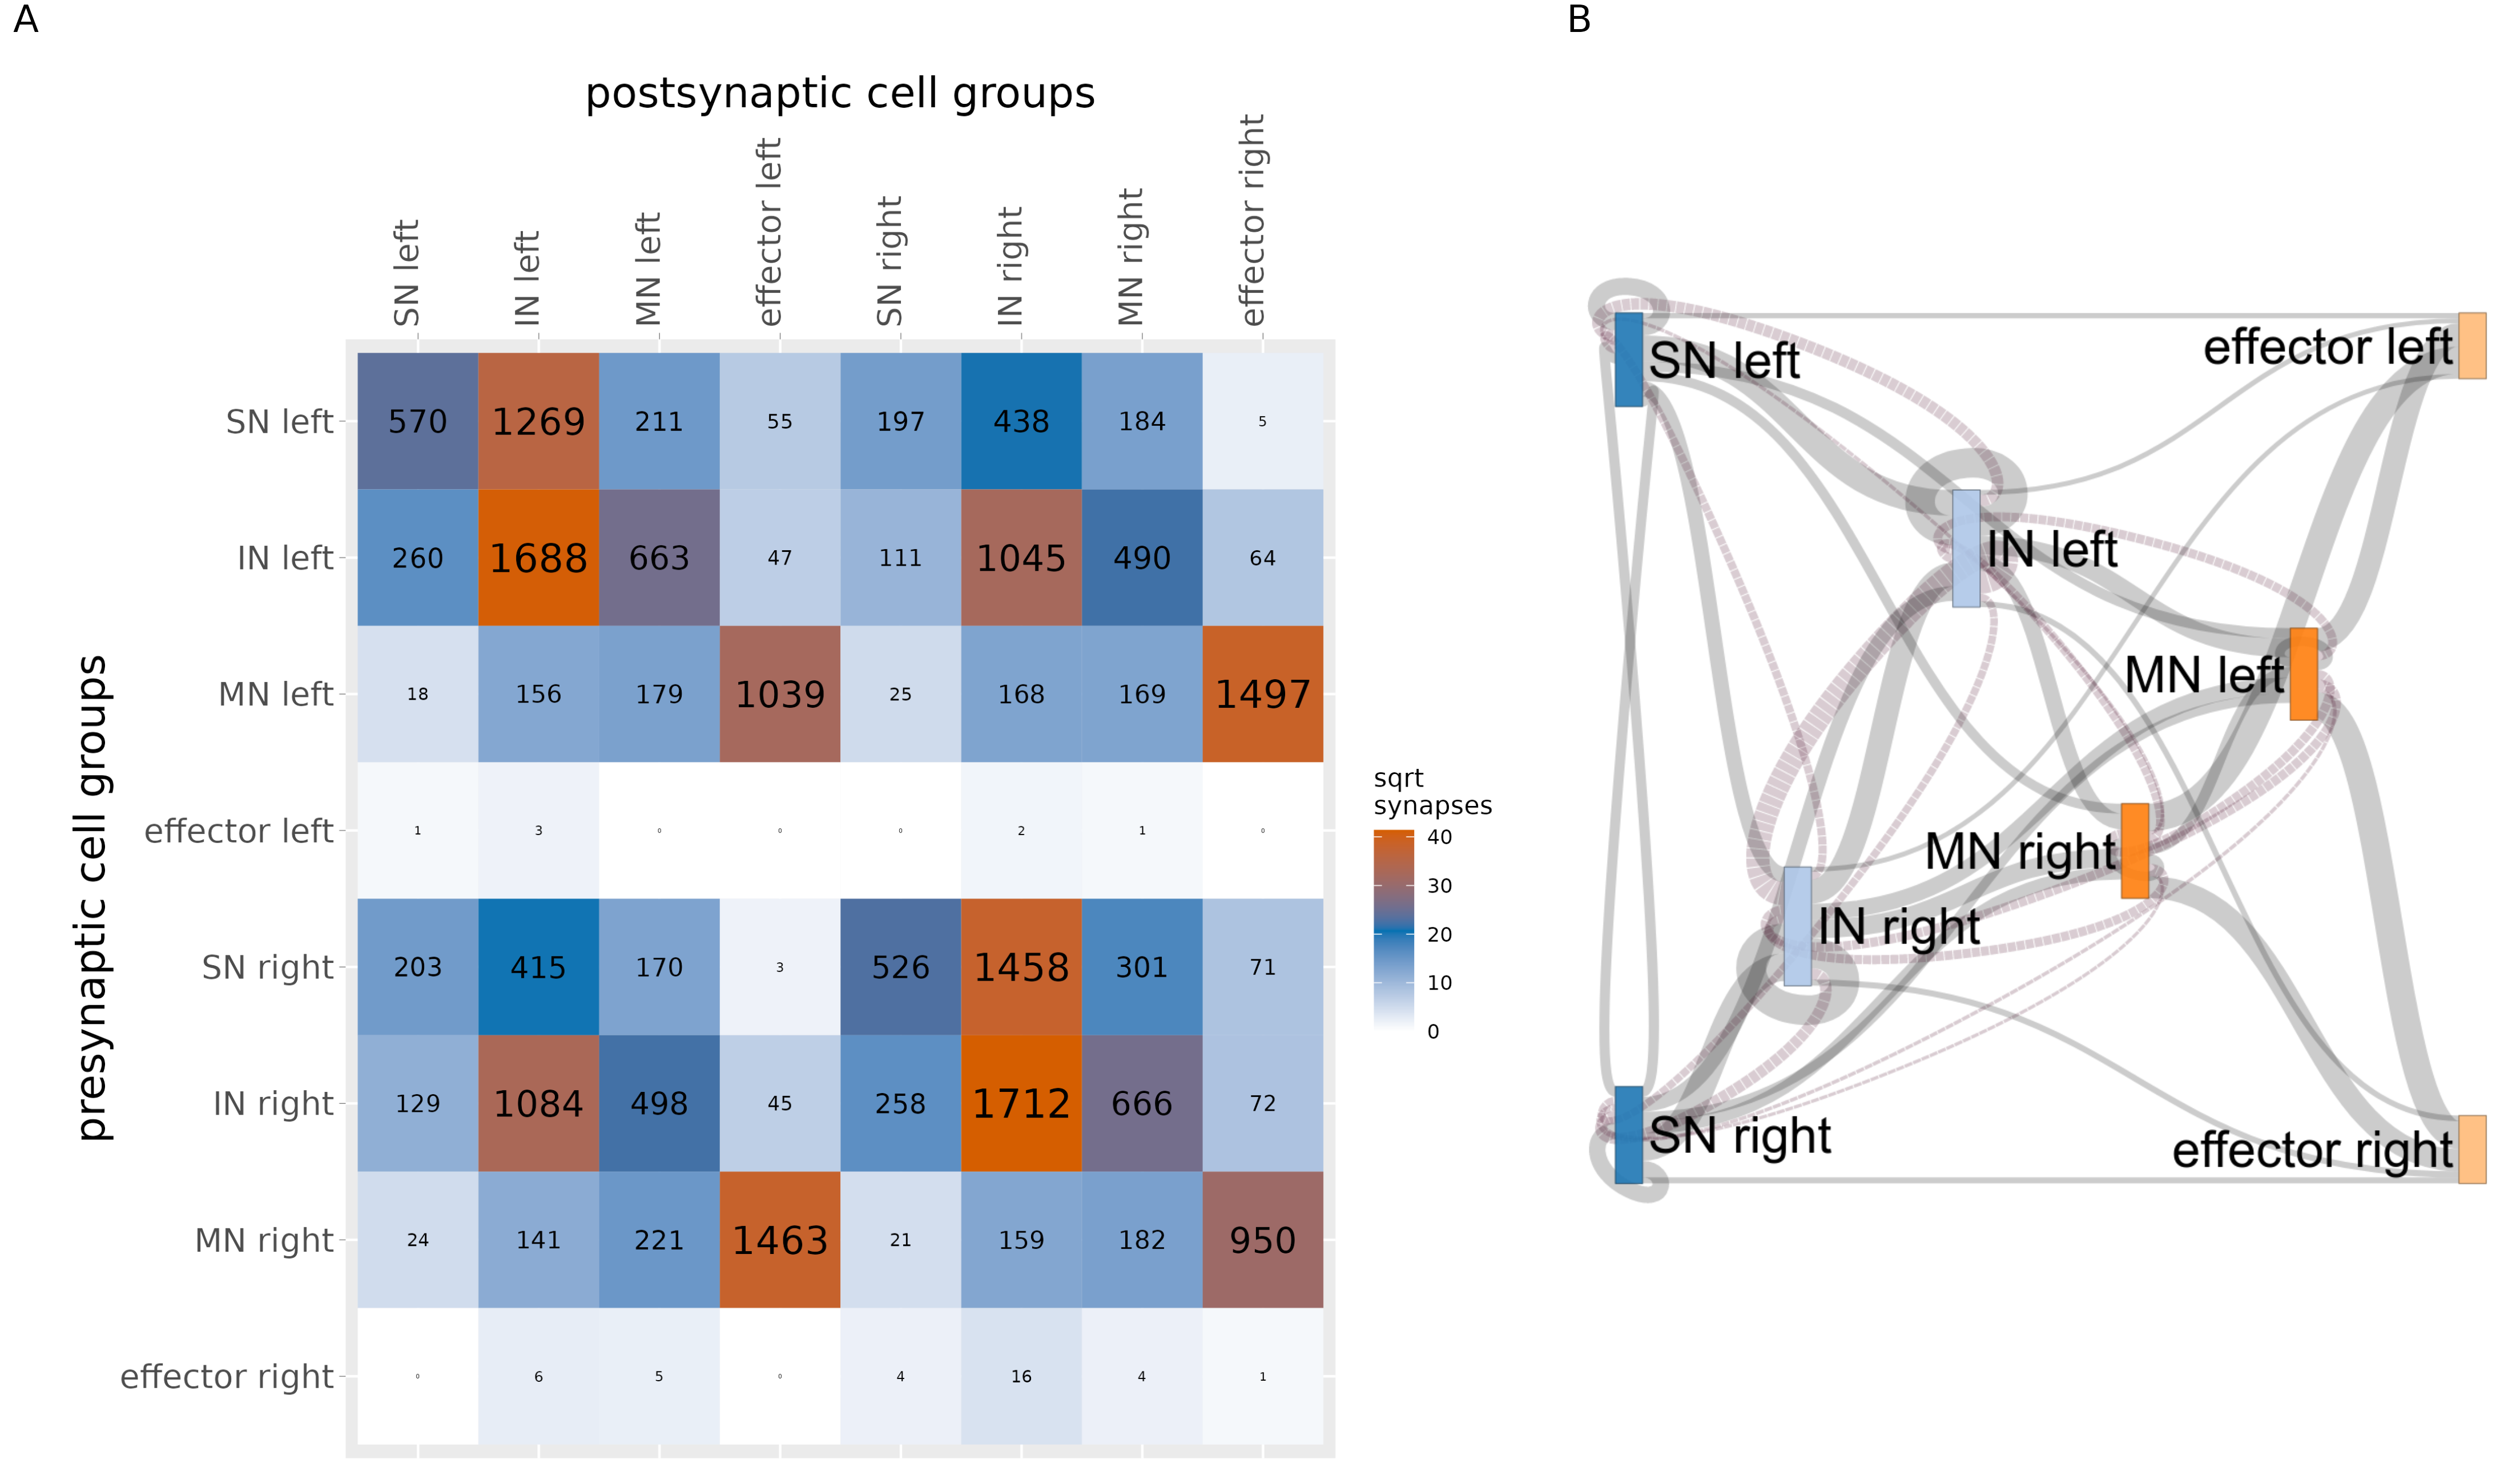 A
B
postsynaptic cell groups
SN left
IN left
MN left
effector left
SN right
IN right
MN right
effector right
presynaptic cell groups
SN left 570 1269 211 55 197 438 184 5
IN left 260 1688 663 47 111 1045 490 64
MN left 18 156 179 1039 25 168 169 1497
effector left 1 3 0 0 0 2 1 0
SN right 203 415 170 3 526 1458 301 71
IN right 129 1084 498 45 258 1712 666 72
MN right 24 141 221 1463 21 159 182 950
effector right 0 6 5 0 4 16 4 1
sqrt
synapses
40
30
20
10
0
SN left
effector left
IN left
MN left
MN right
IN right
SN right
effector right